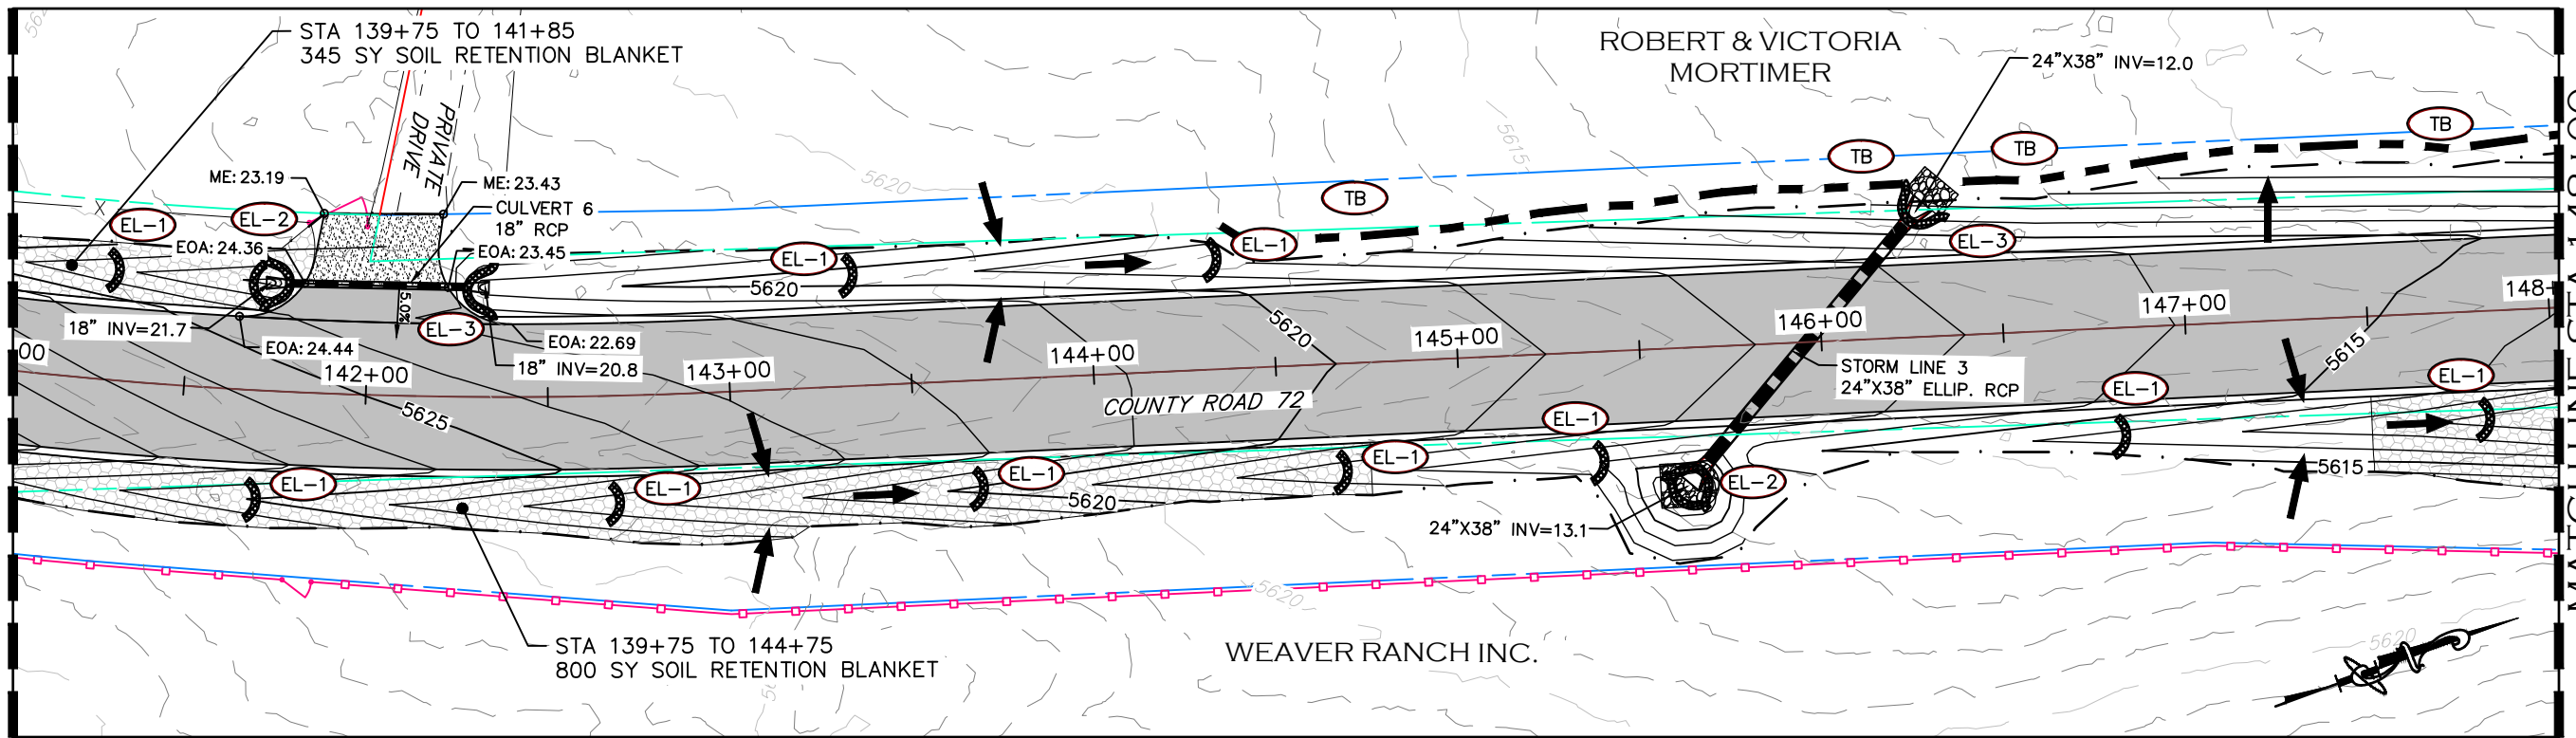 STA 139+75 TO 141+85
345 SY SOIL RETENTION BLANKET
ROBERT & VICTORIA
MORTIMER
24"X38" INV=12.0
PRIVATE
DRIVE
TB
TB
TB
TB
5615
5620
ME: 23.19
ME: 23.43
CULVERT 6
18" RCP
X
EL-1
EL-2
EOA: 24.36
EOA: 23.45
EL-1
EL-1
EL-3
5620
5.0%
18" INV=21.7
EL-3
EOA: 24.44
EOA: 22.69
18" INV=20.8
00
142+00
143+00
144+00
5620
145+00
146+00
147+00
148+
5615
STORM LINE 3
24"X38" ELLIP. RCP
5625
COUNTY ROAD 72
EL-1
EL-1
EL-1
EL-1
EL-1
EL-1
EL-1
EL-2
5620
5615
24"X38" INV=13.1
5620
STA 139+75 TO 144+75
800 SY SOIL RETENTION BLANKET
WEAVER RANCH INC.
5620
N